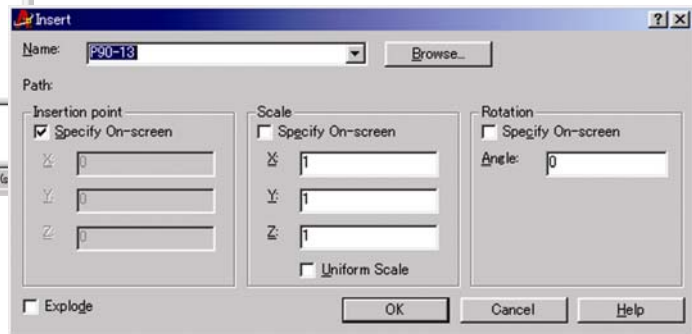 Insert
Name: P90-13 Browse...
Path:
Insertion point
Specify On-screen
X: 0
Y: 0
Z: 0
Scale
Specify On-screen
X: 1
Y: 1
Z: 1
Uniform Scale
Rotation
Specify On-screen
Angle: 0
Explode
OK Cancel Help